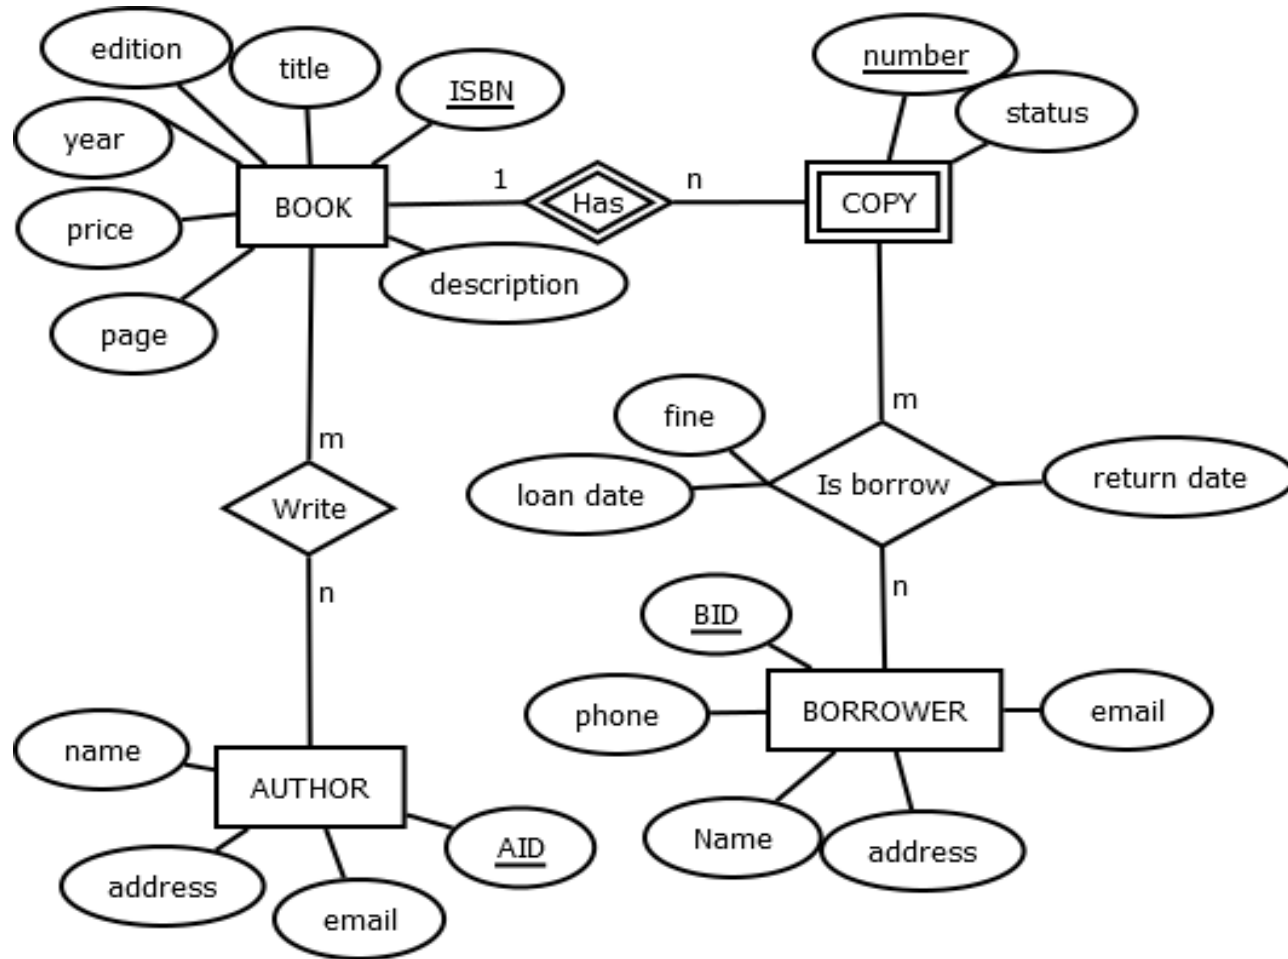 edition
title
ISBN
number
status
year
BOOK
1
Has
n
COPY
price
description
page
m
Write
n
fine
m
loan date
Is borrow
return date
n
BID
phone
BORROWER
email
Name
address
name
AUTHOR
AID
address
email